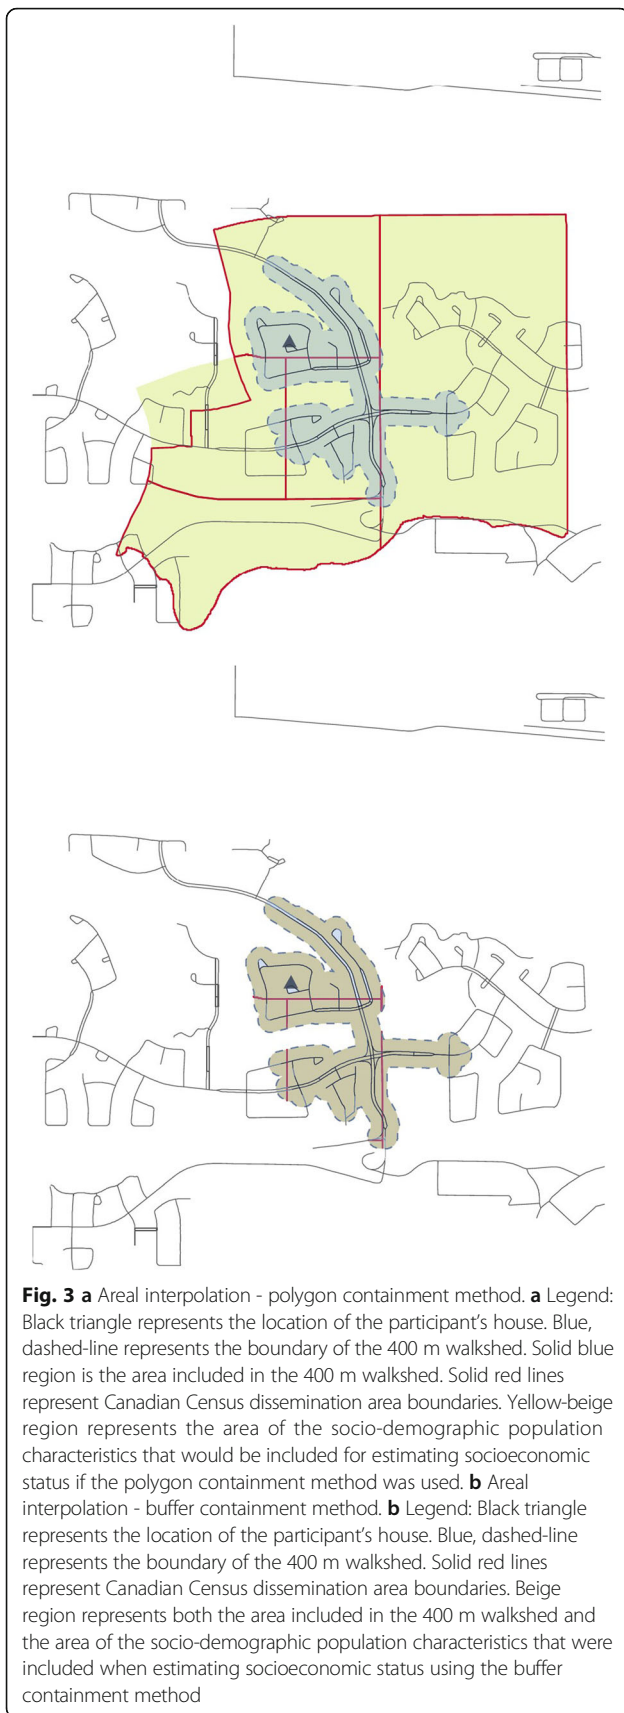 Fig. 3 a Areal interpolation - polygon containment method. a Legend:
Black triangle represents the location of the participant's house. Blue,
dashed-line represents the boundary of the 400 m walkshed. Solid blue
region is the area included in the 400 m walkshed. Solid red lines
represent Canadian Census dissemination area boundaries. Yellow-beige
region represents the area of the socio-demographic population
characteristics that would be included for estimating socioeconomic
status if the polygon containment method was used. b Areal
interpolation - buffer containment method. b Legend: Black triangle
represents the location of the participant's house. Blue, dashed-line
represents the boundary of the 400 m walkshed. Solid red lines
represent Canadian Census dissemination area boundaries. Beige
region represents both the area included in the 400 m walkshed and
the area of the socio-demographic population characteristics that were
included when estimating socioeconomic status using the buffer
containment method